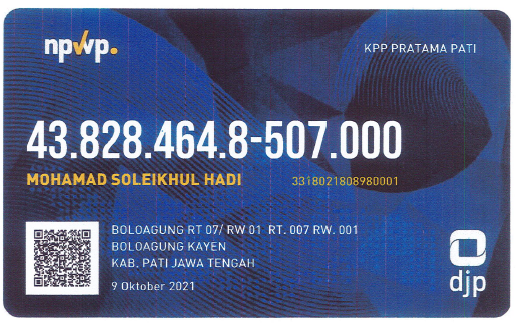 npwp.
KPP PRATAMA PATI
43.828.464.8-507.000
MOHAMAD SOLEIKHUL HADI 3318021808980001
BOLOAGUNG RT 07/ RW 01 RT. 007 RW. 001
BOLOAGUNG KAYEN
KAB. PATI JAWA TENGAH
9 Oktober 2021
djp